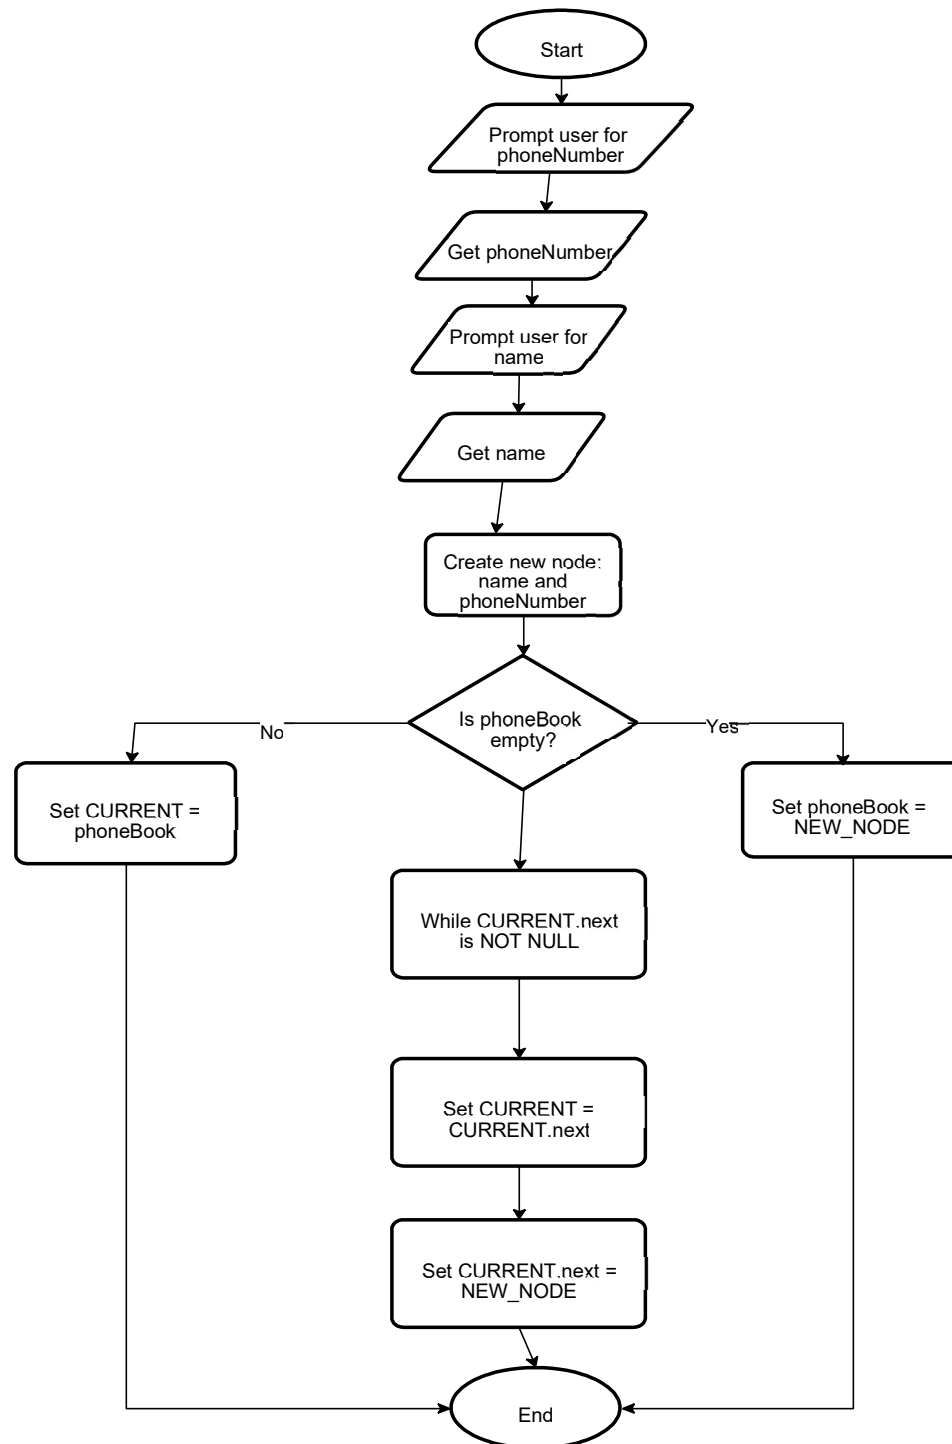 Start
Prompt user for
phoneNumber
Get phoneNumber
Prompt user for
name
Get name
Create new node:
name and
phoneNumber
Is phoneBook
empty?
No
Yes
Set CURRENT =
phoneBook
Set phoneBook =
NEW_NODE
While CURRENT.next
is NOT NULL
Set CURRENT =
CURRENT.next
Set CURRENT.next =
NEW_NODE
End